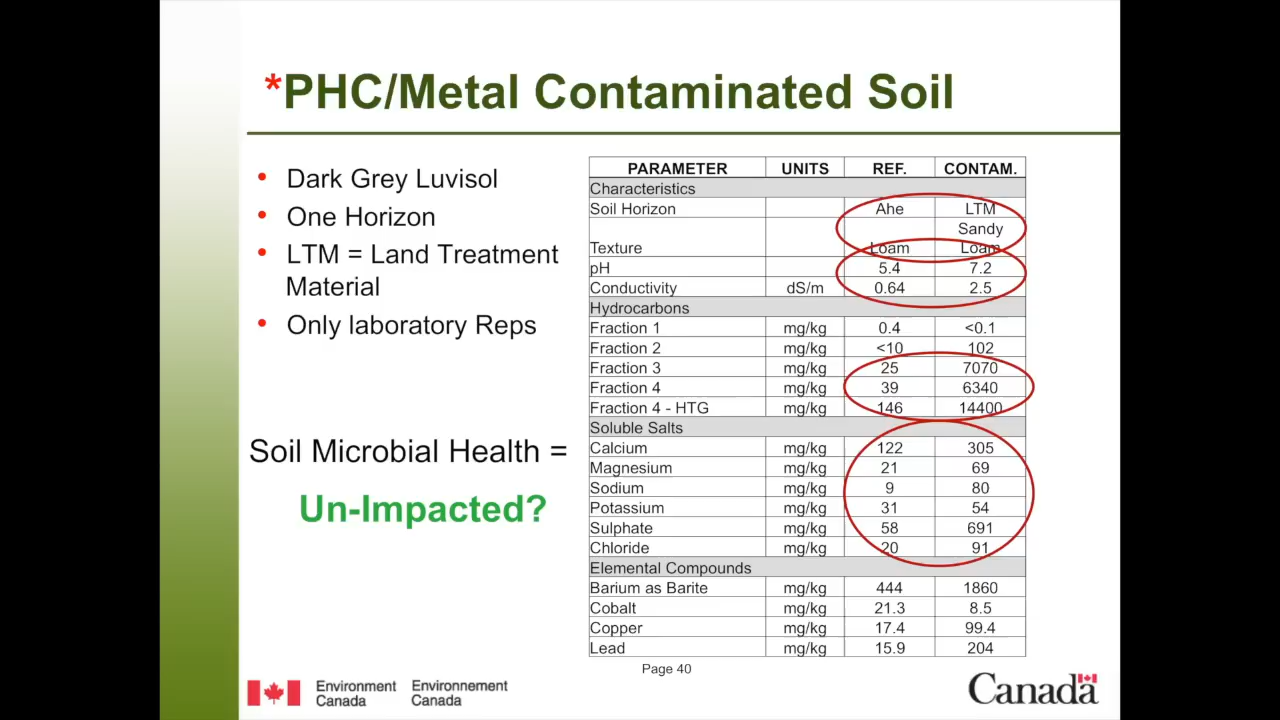 *PHC/Metal Contaminated Soil
• Dark Grey Luvisol
• One Horizon
• LTM = Land Treatment
Material
• Only laboratory Reps
Soil Microbial Health =
Un-Impacted?
PARAMETER UNITS REF. CONTAM.
Characteristics
Soil Horizon Ahe LTM
Sandy
Texture Loam Loam
pH 5.4 7.2
Conductivity dS/m 0.64 2.5
Hydrocarbons
Fraction 1 mg/kg 0.4 <0.1
Fraction 2 mg/kg <10 102
Fraction 3 mg/kg 25 7070
Fraction 4 mg/kg 39 6340
Fraction 4 - HTG mg/kg 146 14400
Soluble Salts
Calcium mg/kg 122 305
Magnesium mg/kg 21 69
Sodium mg/kg 9 80
Potassium mg/kg 31 54
Sulphate mg/kg 58 691
Chloride mg/kg 20 91
Elemental Compounds
Barium as Barite mg/kg 444 1860
Cobalt mg/kg 21.3 8.5
Copper mg/kg 17.4 99.4
Lead mg/kg 15.9 204
Page 40
Environment Environnement
Canada Canada
Canada